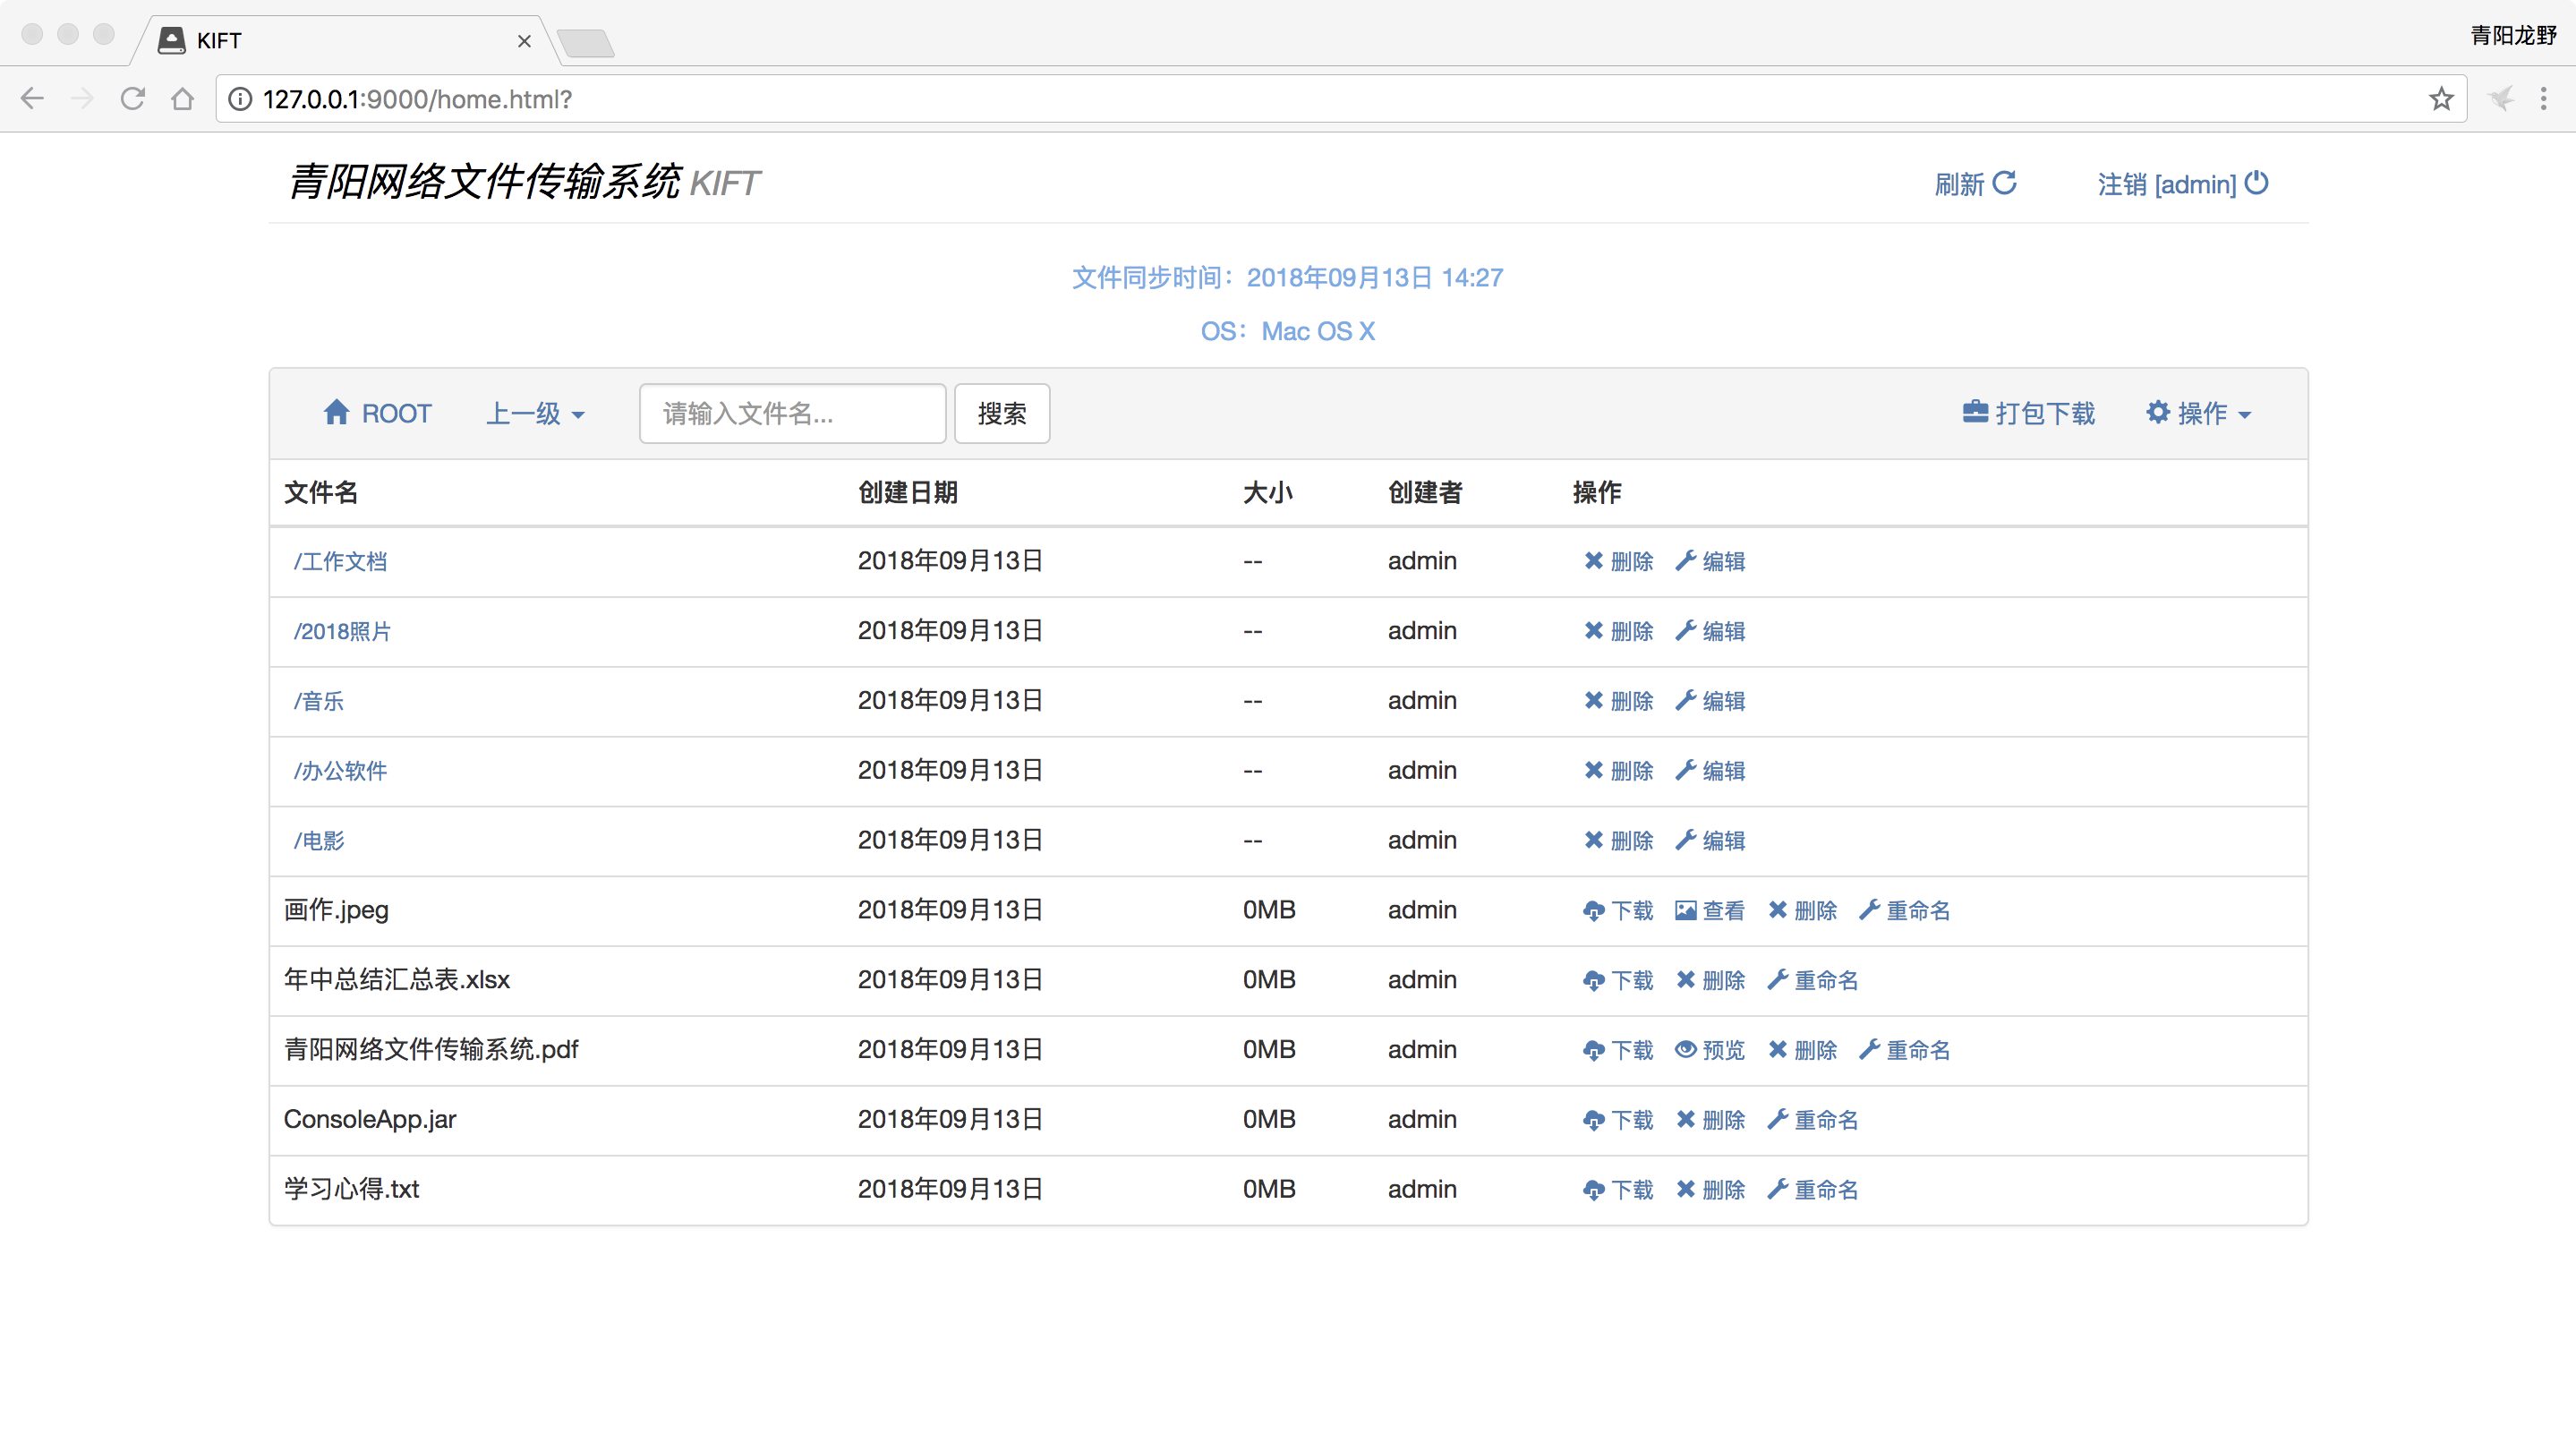 KIFT
青阳龙野
127.0.0.1:9000/home.html?
青阳网络文件传输系统 KIFT
刷新 注销 [admin]
文件同步时间：2018年09月13日 14:27
OS：Mac OS X
ROOT 上一级 请输入文件名... 搜索 打包下载 操作
文件名 创建日期 大小 创建者 操作
/工作文档 2018年09月13日 -- admin 删除 编辑
/2018照片 2018年09月13日 -- admin 删除 编辑
/音乐 2018年09月13日 -- admin 删除 编辑
/办公软件 2018年09月13日 -- admin 删除 编辑
/电影 2018年09月13日 -- admin 删除 编辑
画作.jpeg 2018年09月13日 0MB admin 下载 查看 删除 重命名
年中总结汇总表.xlsx 2018年09月13日 0MB admin 下载 删除 重命名
青阳网络文件传输系统.pdf 2018年09月13日 0MB admin 下载 预览 删除 重命名
ConsoleApp.jar 2018年09月13日 0MB admin 下载 删除 重命名
学习心得.txt 2018年09月13日 0MB admin 下载 删除 重命名